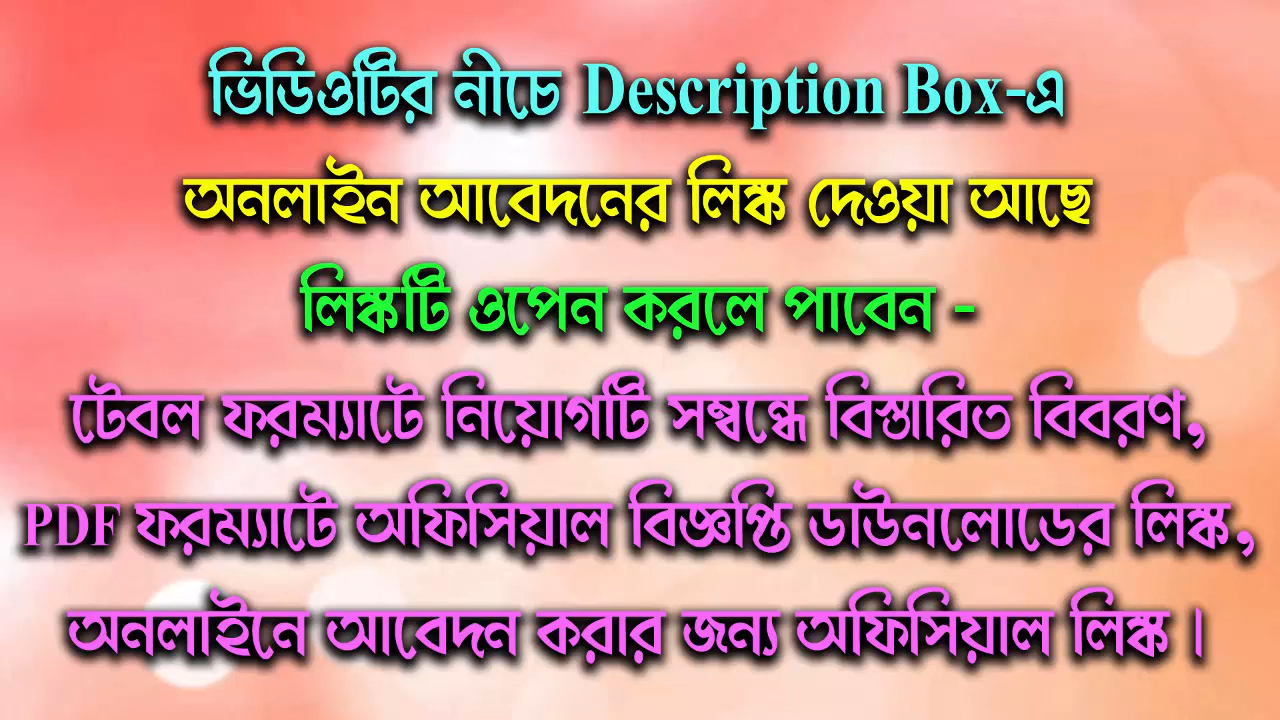 ভিডিওটির নীচে Description Box-এ
অনলাইন আবেদনের লিঙ্ক দেওয়া আছে
লিঙ্কটি ওপেন করলে পাবেন -
টেবল ফরম্যাটে নিয়োগটি সম্বন্ধে বিস্তারিত বিবরণ,
PDF ফরম্যাটে অফিসিয়াল বিজ্ঞপ্তি ডাউনলোডের লিঙ্ক,
অনলাইনে আবেদন করার জন্য অফিসিয়াল লিঙ্ক।